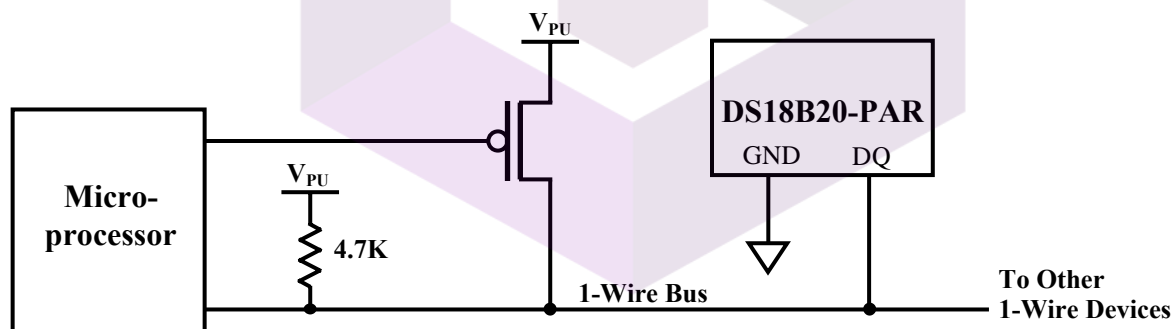 V_PU
DS18B20-PAR
GND DQ
V_PU
Micro-
processor
4.7K
1-Wire Bus
To Other
1-Wire Devices